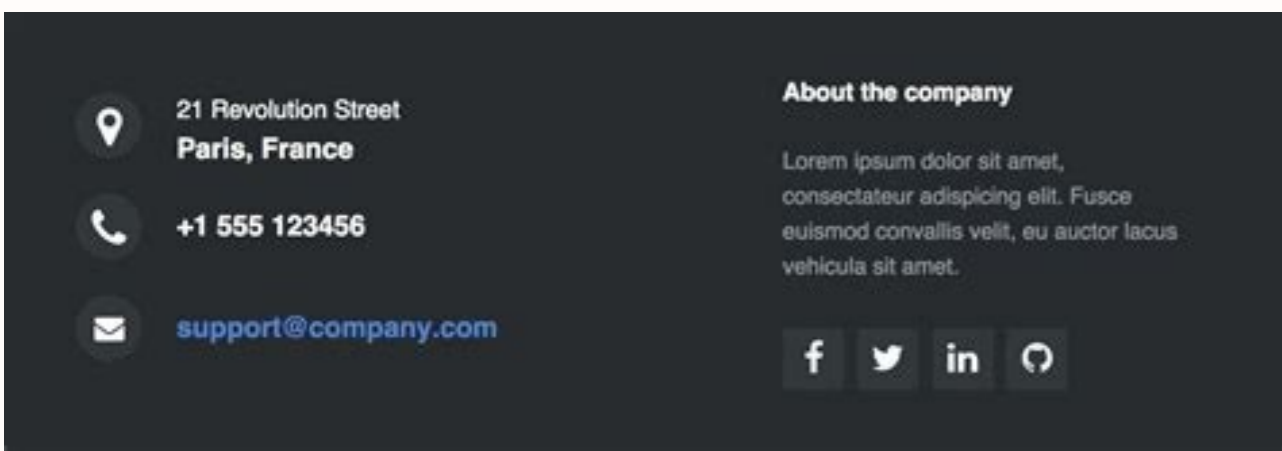 21 Revolution Street
Paris, France
+1 555 123456
support@company.com
About the company
Lorem ipsum dolor sit amet,
consectateur adispicing elit. Fusce
euismod convallis velit, eu auctor lacus
vehicula sit amet.